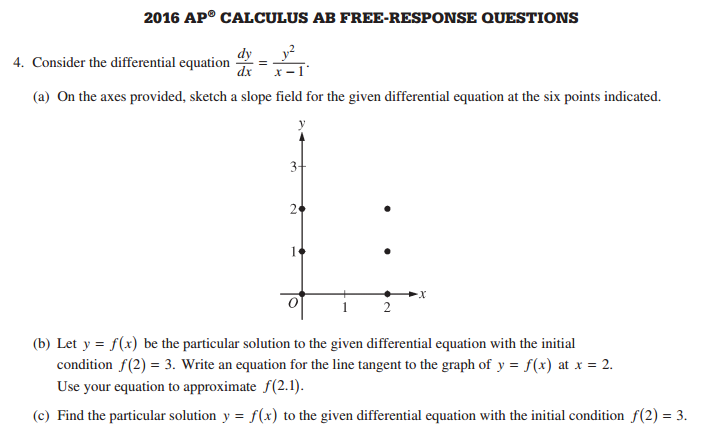 2016 AP® CALCULUS AB FREE-RESPONSE QUESTIONS
4. Consider the differential equation dy/dx = y²/(x − 1).
(a) On the axes provided, sketch a slope field for the given differential equation at the six points indicated.
y
3
2
1
O 1 2 x
(b) Let y = f(x) be the particular solution to the given differential equation with the initial
condition f(2) = 3. Write an equation for the line tangent to the graph of y = f(x) at x = 2.
Use your equation to approximate f(2.1).
(c) Find the particular solution y = f(x) to the given differential equation with the initial condition f(2) = 3.